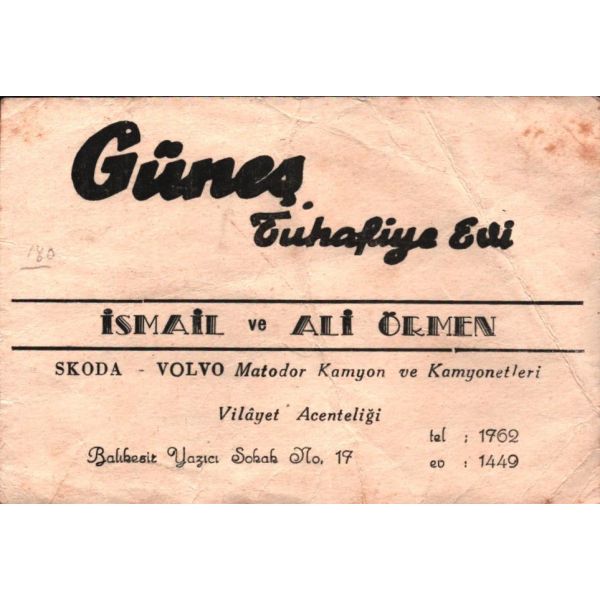 Güneş
Tuhafiye Evi
180
İSMAİL ve ALİ ÖRMEN
SKODA - VOLVO Matodor Kamyon ve Kamyonetleri
Vilâyet Acenteliği
tel : 1962
Balıkesir Yazıcı Sokak No, 17
ev : 1449